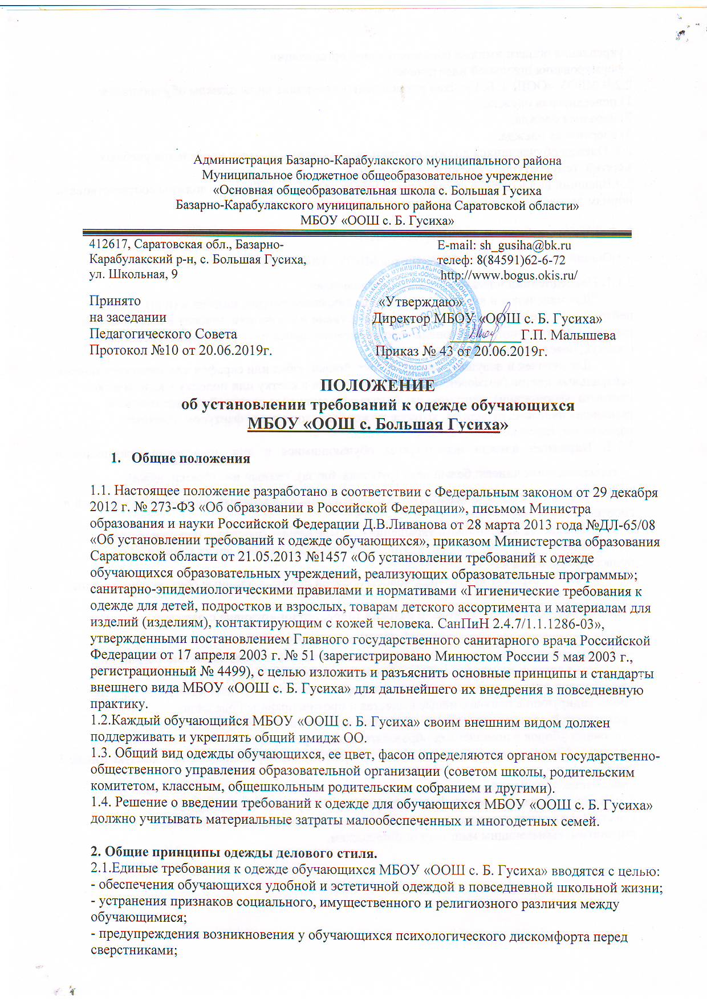 Администрация Базарно-Карабулакского муниципального района
Муниципальное бюджетное общеобразовательное учреждение
«Основная общеобразовательная школа с. Большая Гусиха
Базарно-Карабулакского муниципального района Саратовской области»
МБОУ «ООШ с. Б. Гусиха»
412617, Саратовская обл., Базарно-
Карабулакский р-н, с. Большая Гусиха,
ул. Школьная, 9
E-mail: sh_gusiha@bk.ru
телеф: 8(84591)62-6-72
http://www.bogus.okis.ru/
Принято
на заседании
Педагогического Совета
Протокол №10 от 20.06.2019г.
«Утверждаю»
Директор МБОУ «ООШ с. Б. Гусиха»
__________Г.П. Малышева
Приказ № 43 от 20.06.2019г.
МБОУ «ООШ
С. Б. ГУСИХА»
ПОЛОЖЕНИЕ
об установлении требований к одежде обучающихся
МБОУ «ООШ с. Большая Гусиха»
1. Общие положения
1.1. Настоящее положение разработано в соответствии с Федеральным законом от 29 декабря
2012 г. № 273-ФЗ «Об образовании в Российской Федерации», письмом Министра
образования и науки Российской Федерации Д.В.Ливанова от 28 марта 2013 года №ДЛ-65/08
«Об установлении требований к одежде обучающихся», приказом Министерства образования
Саратовской области от 21.05.2013 №1457 «Об установлении требований к одежде
обучающихся образовательных учреждений, реализующих образовательные программы»;
санитарно-эпидемиологическими правилами и нормативами «Гигиенические требования к
одежде для детей, подростков и взрослых, товарам детского ассортимента и материалам для
изделий (изделиям), контактирующим с кожей человека. СанПиН 2.4.7/1.1.1286-03»,
утвержденными постановлением Главного государственного санитарного врача Российской
Федерации от 17 апреля 2003 г. № 51 (зарегистрировано Минюстом России 5 мая 2003 г.,
регистрационный № 4499), с целью изложить и разъяснить основные принципы и стандарты
внешнего вида МБОУ «ООШ с. Б. Гусиха» для дальнейшего их внедрения в повседневную
практику.
1.2.Каждый обучающийся МБОУ «ООШ с. Б. Гусиха» своим внешним видом должен
поддерживать и укреплять общий имидж ОО.
1.3. Общий вид одежды обучающихся, ее цвет, фасон определяются органом государственно-
общественного управления образовательной организации (советом школы, родительским
комитетом, классным, общешкольным родительским собранием и другими).
1.4. Решение о введении требований к одежде для обучающихся МБОУ «ООШ с. Б. Гусиха»
должно учитывать материальные затраты малообеспеченных и многодетных семей.
2. Общие принципы одежды делового стиля.
2.1.Единые требования к одежде обучающихся МБОУ «ООШ с. Б. Гусиха» вводятся с целью:
- обеспечения обучающихся удобной и эстетичной одеждой в повседневной школьной жизни;
- устранения признаков социального, имущественного и религиозного различия между
обучающимися;
- предупреждения возникновения у обучающихся психологического дискомфорта перед
сверстниками;